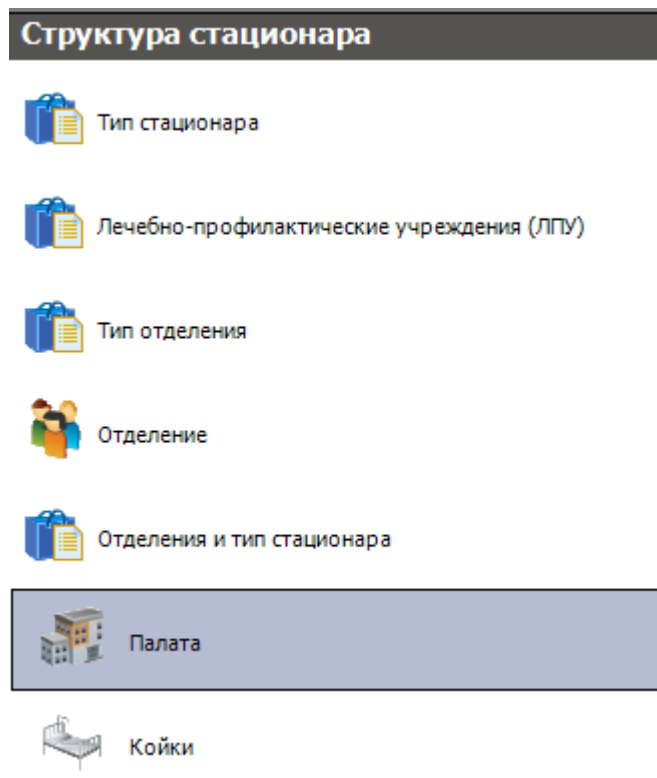 Структура стационара
Тип стационара
Лечебно-профилактические учреждения (ЛПУ)
Тип отделения
Отделение
Отделения и тип стационара
Палата
Койки